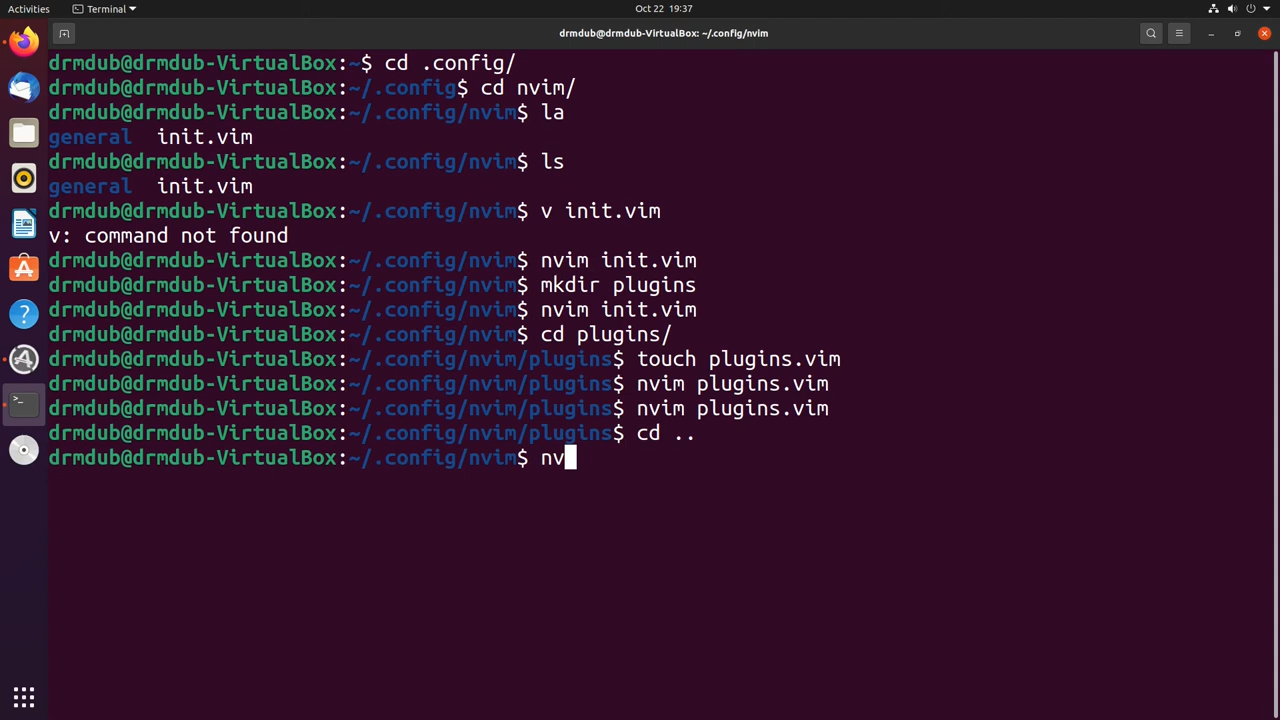 Activities
Terminal
Oct 22 19:37
drmdub@drmdub-VirtualBox: ~/.config/nvim
drmdub@drmdub-VirtualBox:~$ cd .config/
drmdub@drmdub-VirtualBox:~/.config$ cd nvim/
drmdub@drmdub-VirtualBox:~/.config/nvim$ la
general  init.vim
drmdub@drmdub-VirtualBox:~/.config/nvim$ ls
general  init.vim
drmdub@drmdub-VirtualBox:~/.config/nvim$ v init.vim
v: command not found
drmdub@drmdub-VirtualBox:~/.config/nvim$ nvim init.vim
drmdub@drmdub-VirtualBox:~/.config/nvim$ mkdir plugins
drmdub@drmdub-VirtualBox:~/.config/nvim$ nvim init.vim
drmdub@drmdub-VirtualBox:~/.config/nvim$ cd plugins/
drmdub@drmdub-VirtualBox:~/.config/nvim/plugins$ touch plugins.vim
drmdub@drmdub-VirtualBox:~/.config/nvim/plugins$ nvim plugins.vim
drmdub@drmdub-VirtualBox:~/.config/nvim/plugins$ nvim plugins.vim
drmdub@drmdub-VirtualBox:~/.config/nvim/plugins$ cd ..
drmdub@drmdub-VirtualBox:~/.config/nvim$ nv